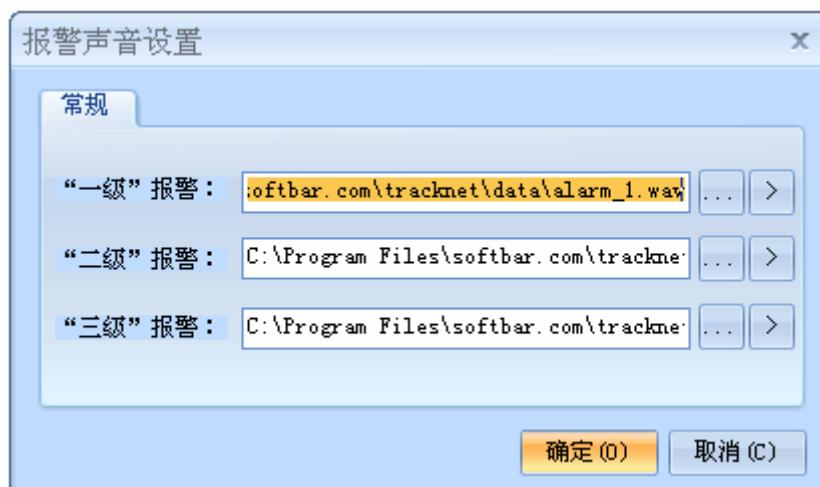 报警声音设置
常规
“一级”报警： softbar.com\tracknet\data\alarm_1.wav ... >
“二级”报警： C:\Program Files\softbar.com\trackne ... >
“三级”报警： C:\Program Files\softbar.com\trackne ... >
确定(O) 取消(C)